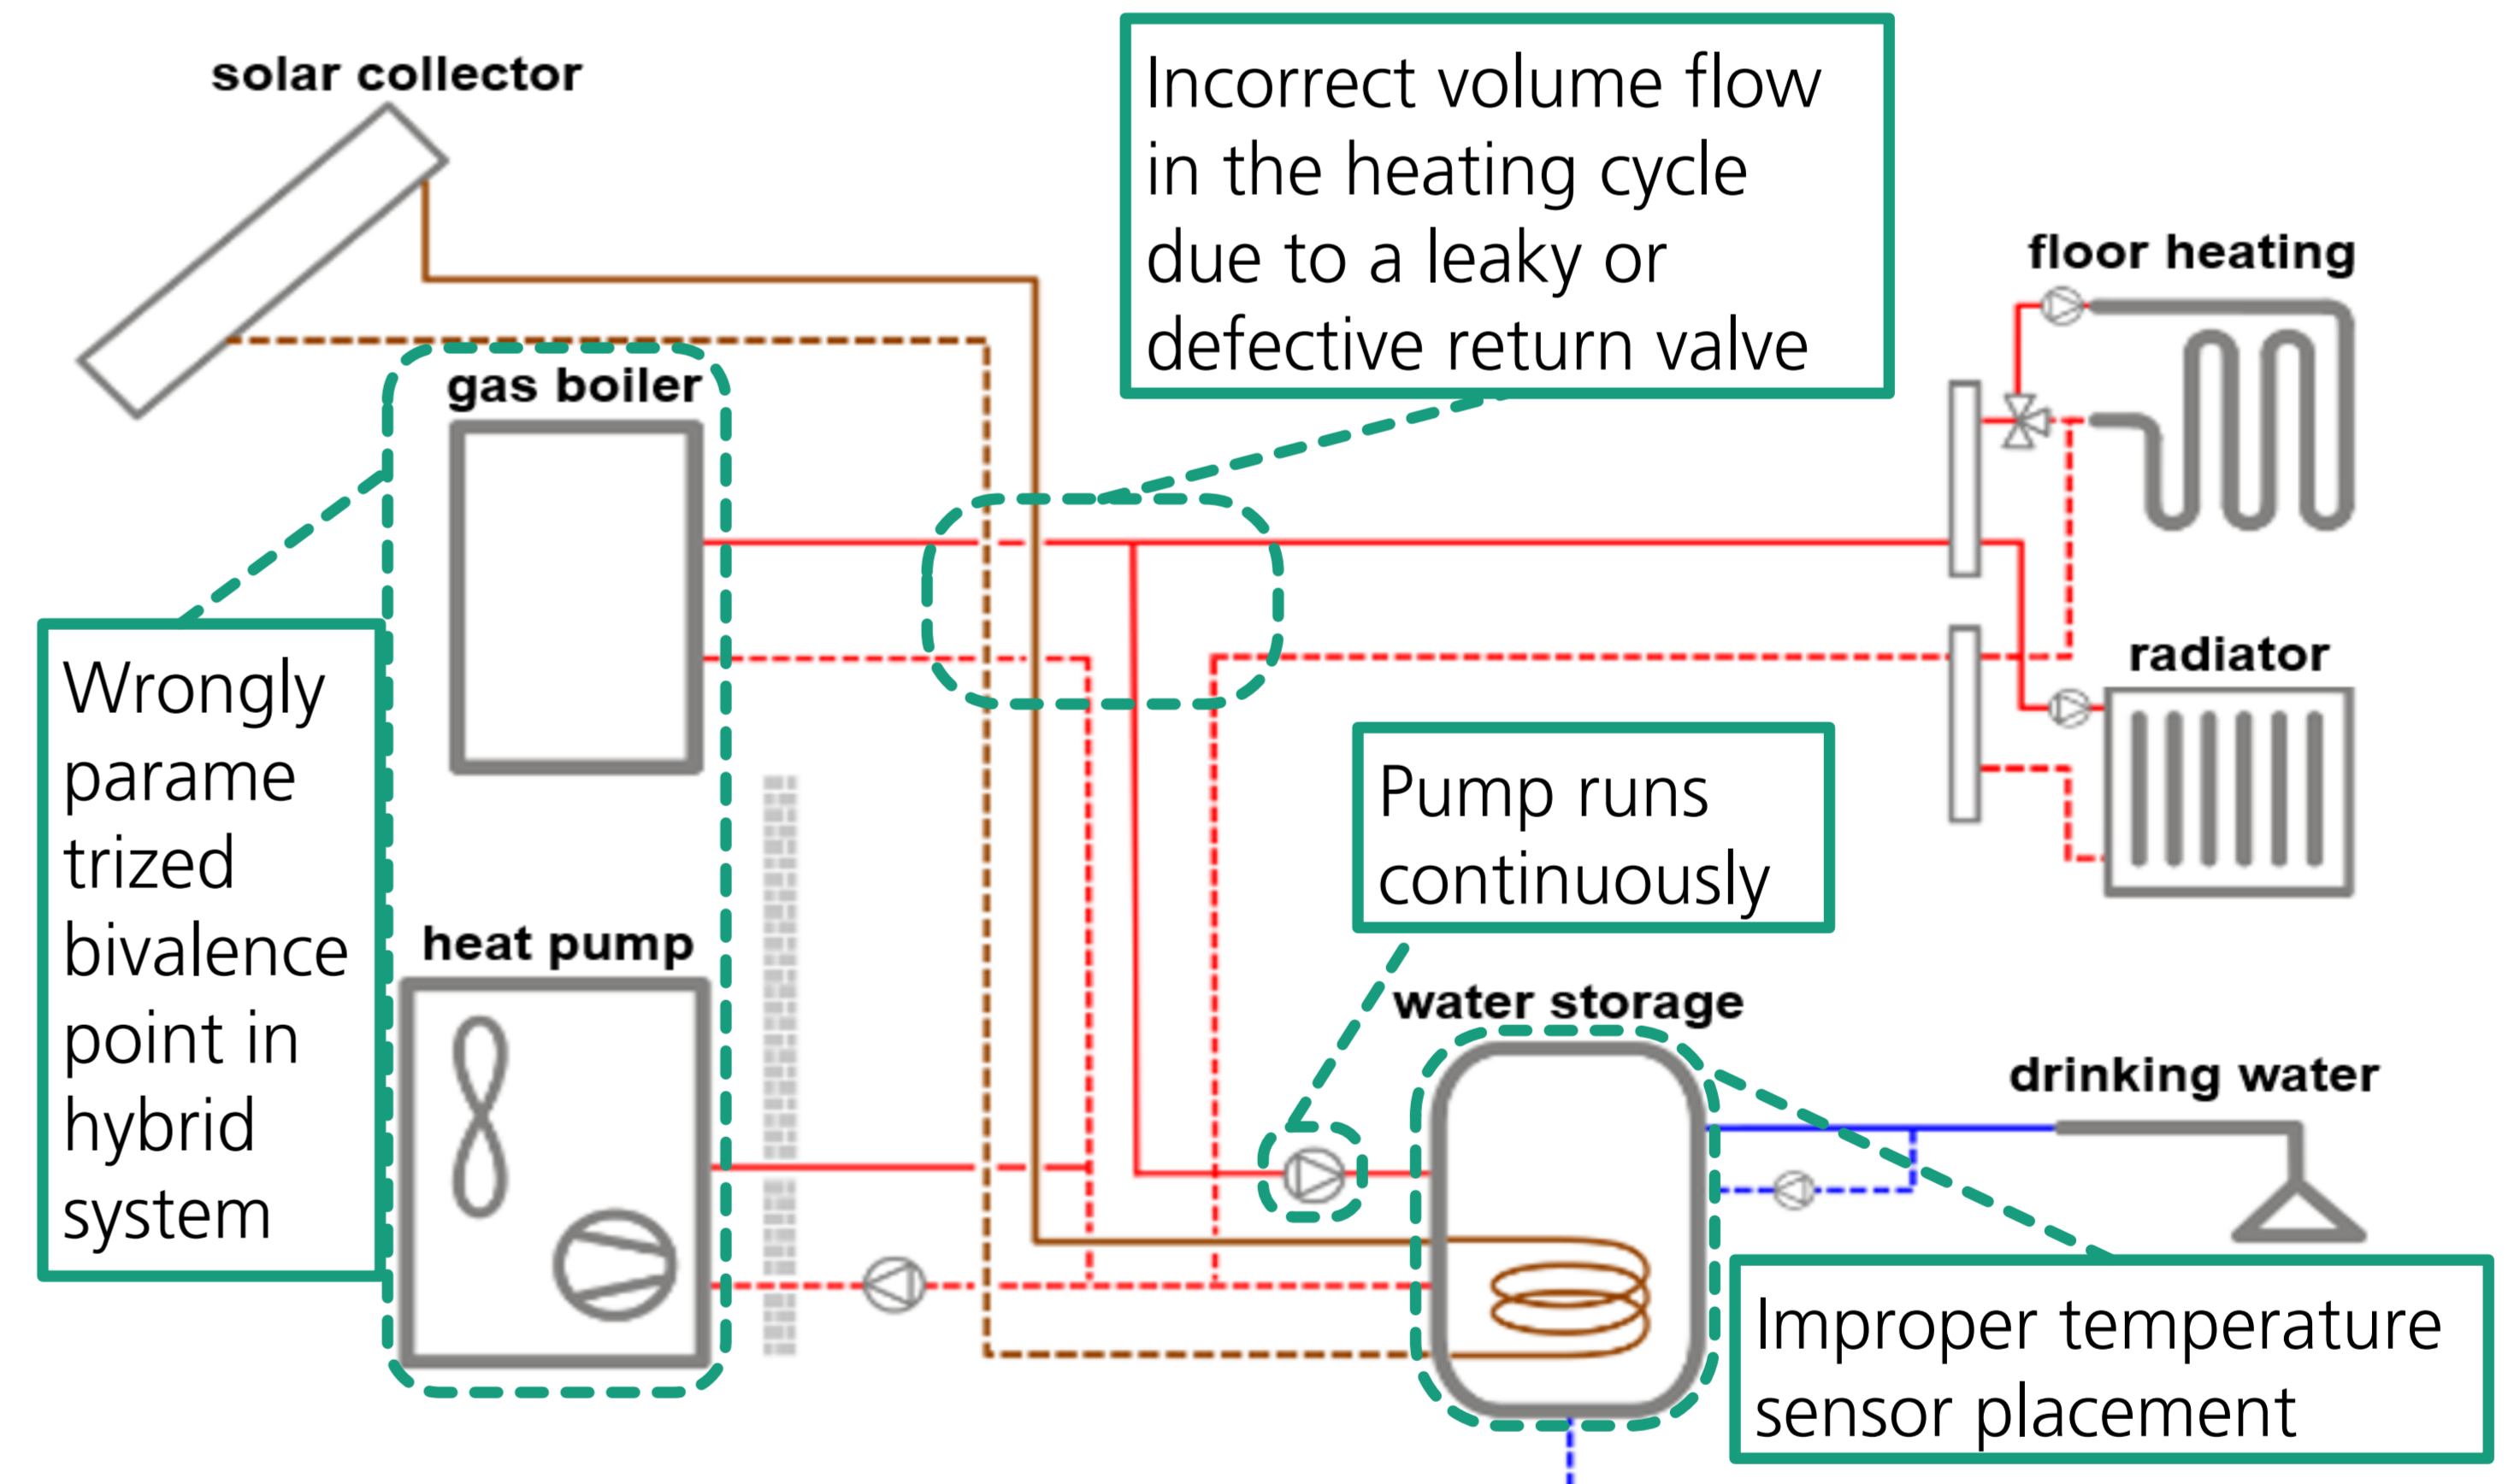 solar collector
Incorrect volume flow
in the heating cycle
due to a leaky or
defective return valve
floor heating
gas boiler
Wrongly
parame
trized
bivalence
point in
hybrid
system
radiator
Pump runs
continuously
heat pump
water storage
drinking water
Improper temperature
sensor placement